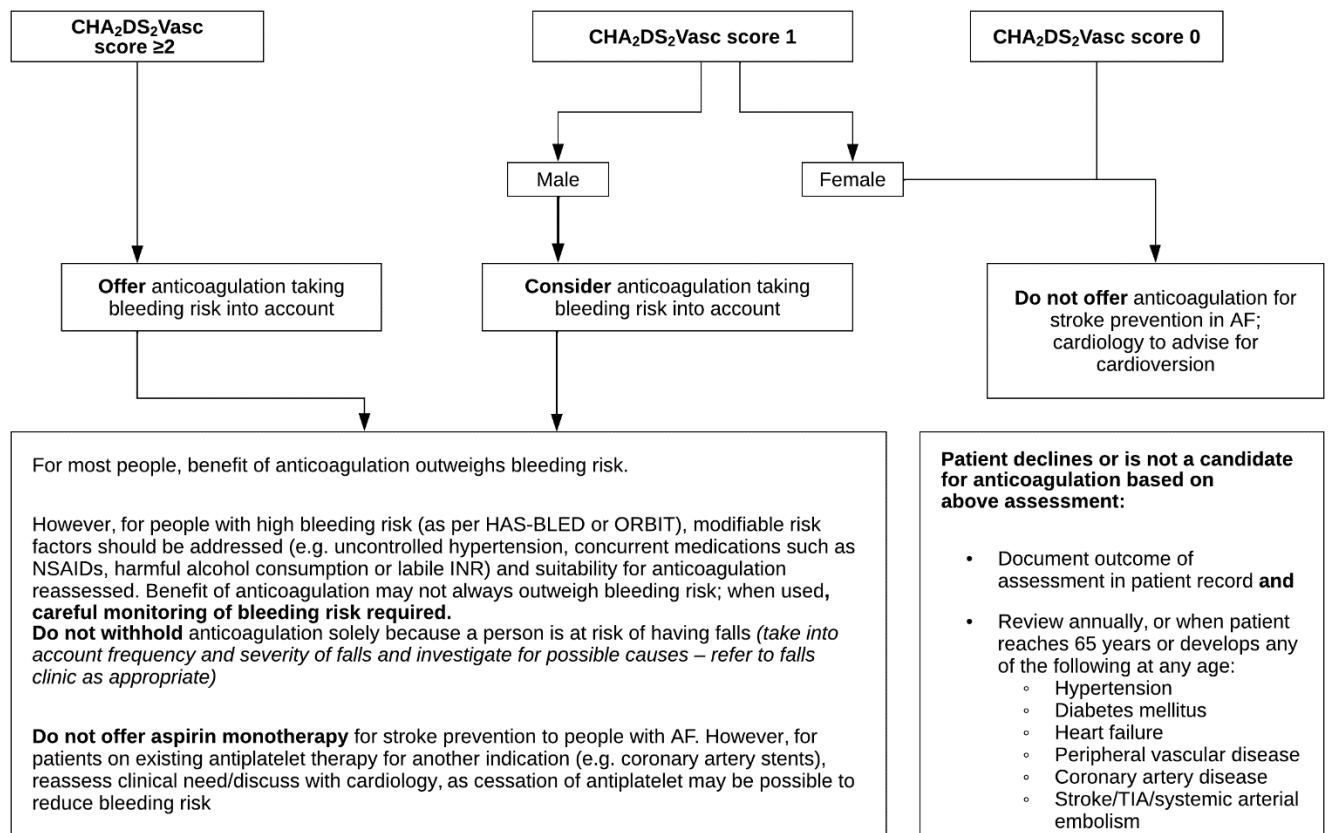 CHA₂DS₂Vasc
score ≥2
CHA₂DS₂Vasc score 1
CHA₂DS₂Vasc score 0
Male
Female
Offer anticoagulation taking
bleeding risk into account
Consider anticoagulation taking
bleeding risk into account
Do not offer anticoagulation for
stroke prevention in AF;
cardiology to advise for
cardioversion
For most people, benefit of anticoagulation outweighs bleeding risk.
However, for people with high bleeding risk (as per HAS-BLED or ORBIT), modifiable risk
factors should be addressed (e.g. uncontrolled hypertension, concurrent medications such as
NSAIDs, harmful alcohol consumption or labile INR) and suitability for anticoagulation
reassessed. Benefit of anticoagulation may not always outweigh bleeding risk; when used,
careful monitoring of bleeding risk required.
Do not withhold anticoagulation solely because a person is at risk of having falls (take into
account frequency and severity of falls and investigate for possible causes – refer to falls
clinic as appropriate)
Do not offer aspirin monotherapy for stroke prevention to people with AF. However, for
patients on existing antiplatelet therapy for another indication (e.g. coronary artery stents),
reassess clinical need/discuss with cardiology, as cessation of antiplatelet may be possible to
reduce bleeding risk
Patient declines or is not a candidate
for anticoagulation based on
above assessment:
• Document outcome of
assessment in patient record and
• Review annually, or when patient
reaches 65 years or develops any
of the following at any age:
◦ Hypertension
◦ Diabetes mellitus
◦ Heart failure
◦ Peripheral vascular disease
◦ Coronary artery disease
◦ Stroke/TIA/systemic arterial
embolism